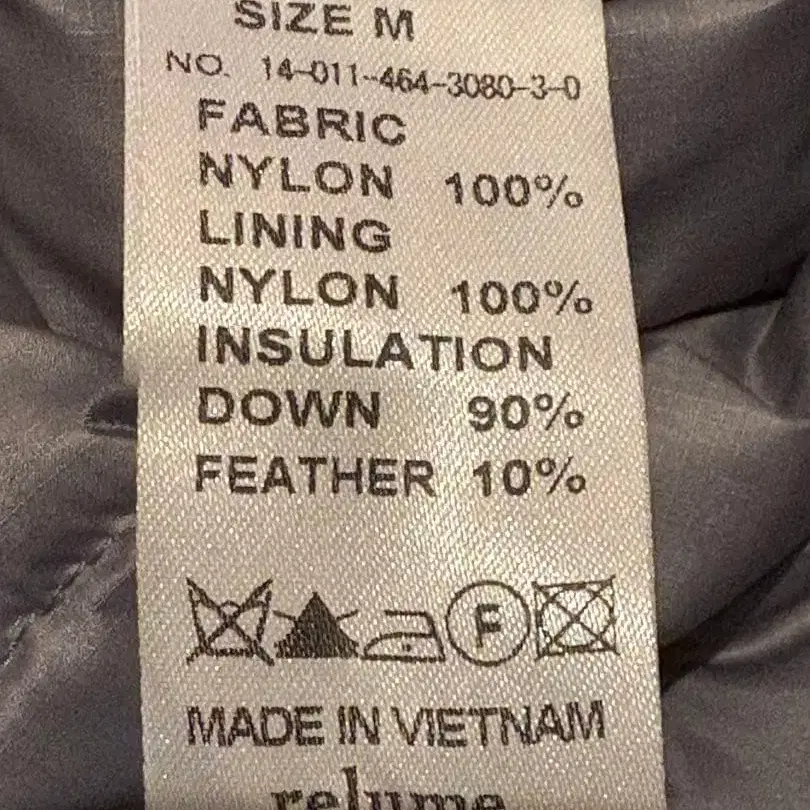 SIZE M
NO. 14-011-464-3080-3-0
FABRIC
NYLON 100%
LINING
NYLON 100%
INSULATION
DOWN 90%
FEATHER 10%
F
MADE IN VIETNAM
relume